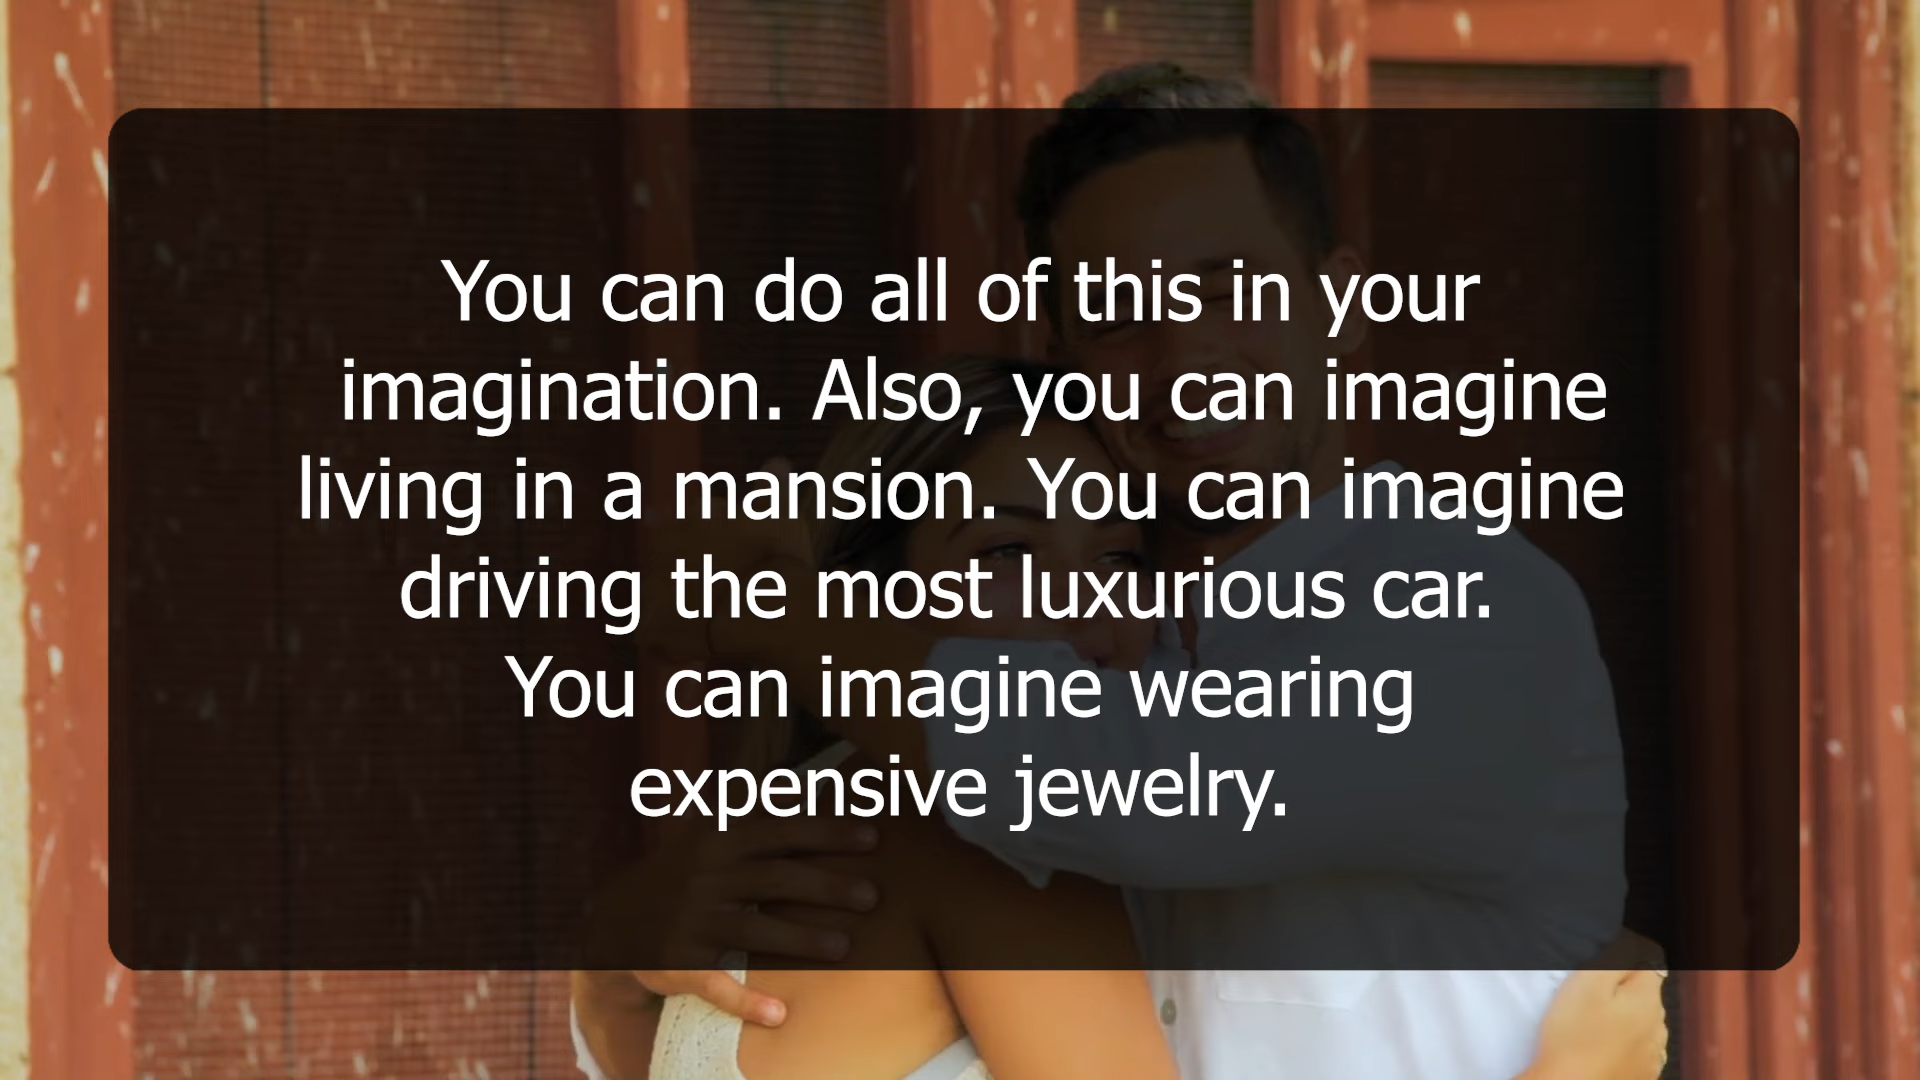 You can do all of this in your
imagination. Also, you can imagine
living in a mansion. You can imagine
driving the most luxurious car.
You can imagine wearing
expensive jewelry.